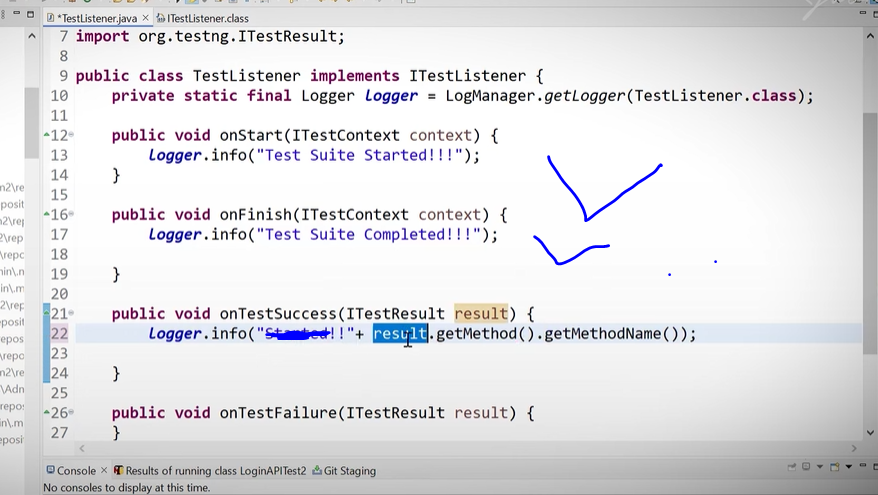 *TestListener.java × ITestListener.class
7 import org.testng.ITestResult;
8
9 public class TestListener implements ITestListener {
10 private static final Logger logger = LogManager.getLogger(TestListener.class);
11
12 public void onStart(ITestContext context) {
13 Logger.info("Test Suite Started!!!");
14 }
15
16 public void onFinish(ITestContext context) {
17 Logger.info("Test Suite Completed!!!");
18
19 }
20
21 public void onTestSuccess(ITestResult result) {
22 Logger.info("Started!!"+ result.getMethod().getMethodName());
23
24 }
25
26 public void onTestFailure(ITestResult result) {
27 }
Console × Results of running class LoginAPITest2 Git Staging
No consoles to display at this time.